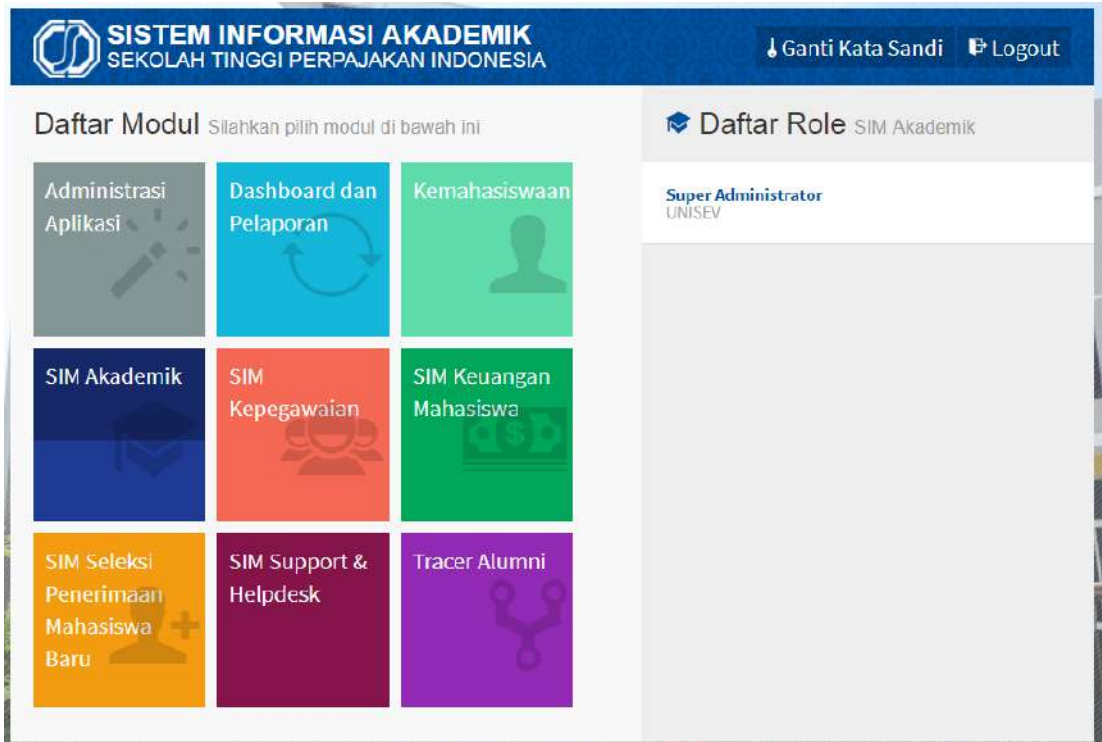 SISTEM INFORMASI AKADEMIK
SEKOLAH TINGGI PERPAJAKAN INDONESIA
Ganti Kata Sandi
Logout
Daftar Modul Silahkan pilih modul di bawah ini
Administrasi
Aplikasi
Dashboard dan
Pelaporan
Kemahasiswaan
SIM Akademik
SIM
Kepegawaian
SIM Keuangan
Mahasiswa
SIM Seleksi
Penerimaan
Mahasiswa
Baru
SIM Support &
Helpdesk
Tracer Alumni
Daftar Role SIM Akademik
Super Administrator
UNISEV